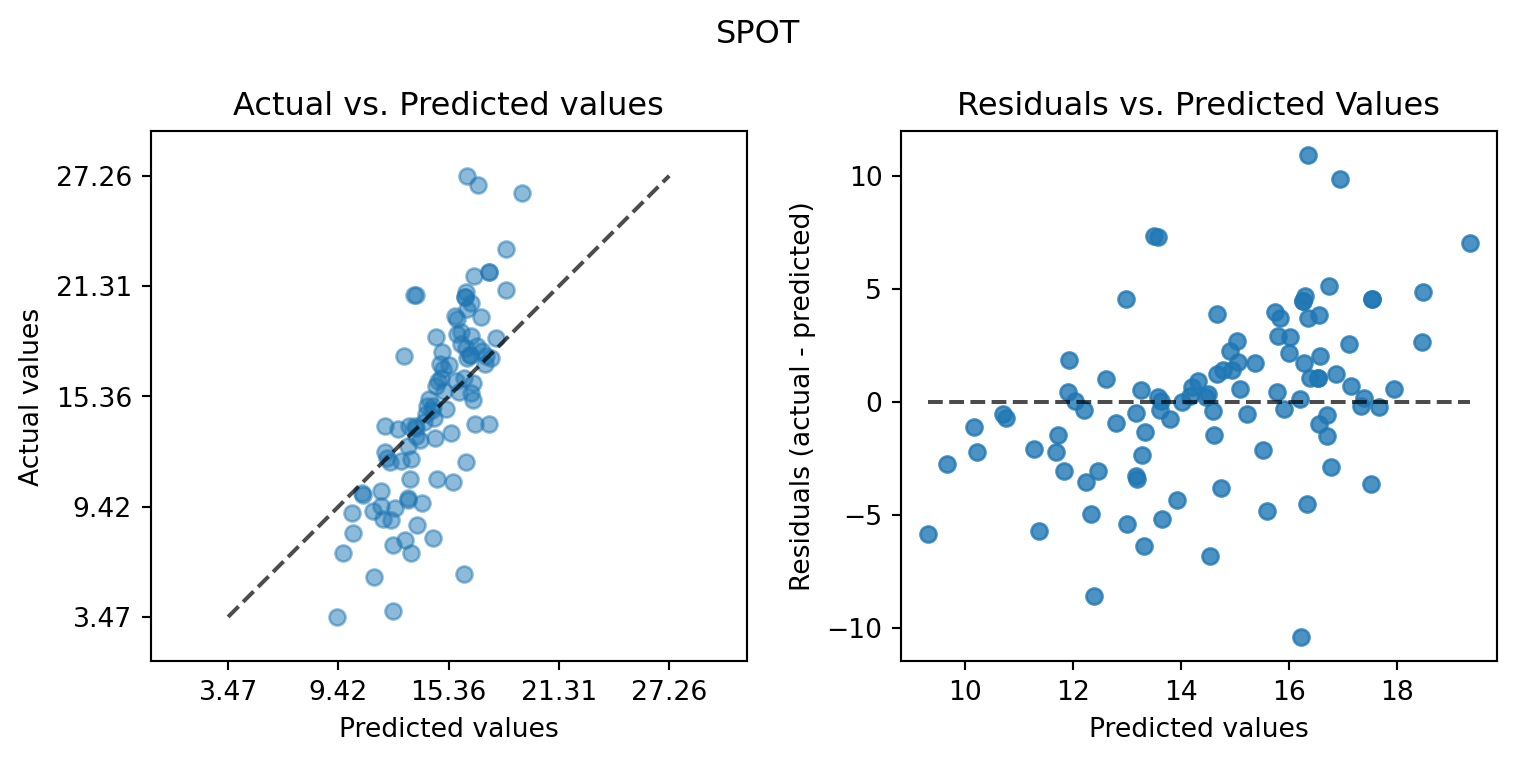 SPOT
Actual vs. Predicted values
27.26
21.31
15.36
9.42
3.47
Actual values
3.47 9.42 15.36 21.31 27.26
Predicted values
Residuals vs. Predicted Values
10
5
0
−5
−10
Residuals (actual - predicted)
10 12 14 16 18
Predicted values